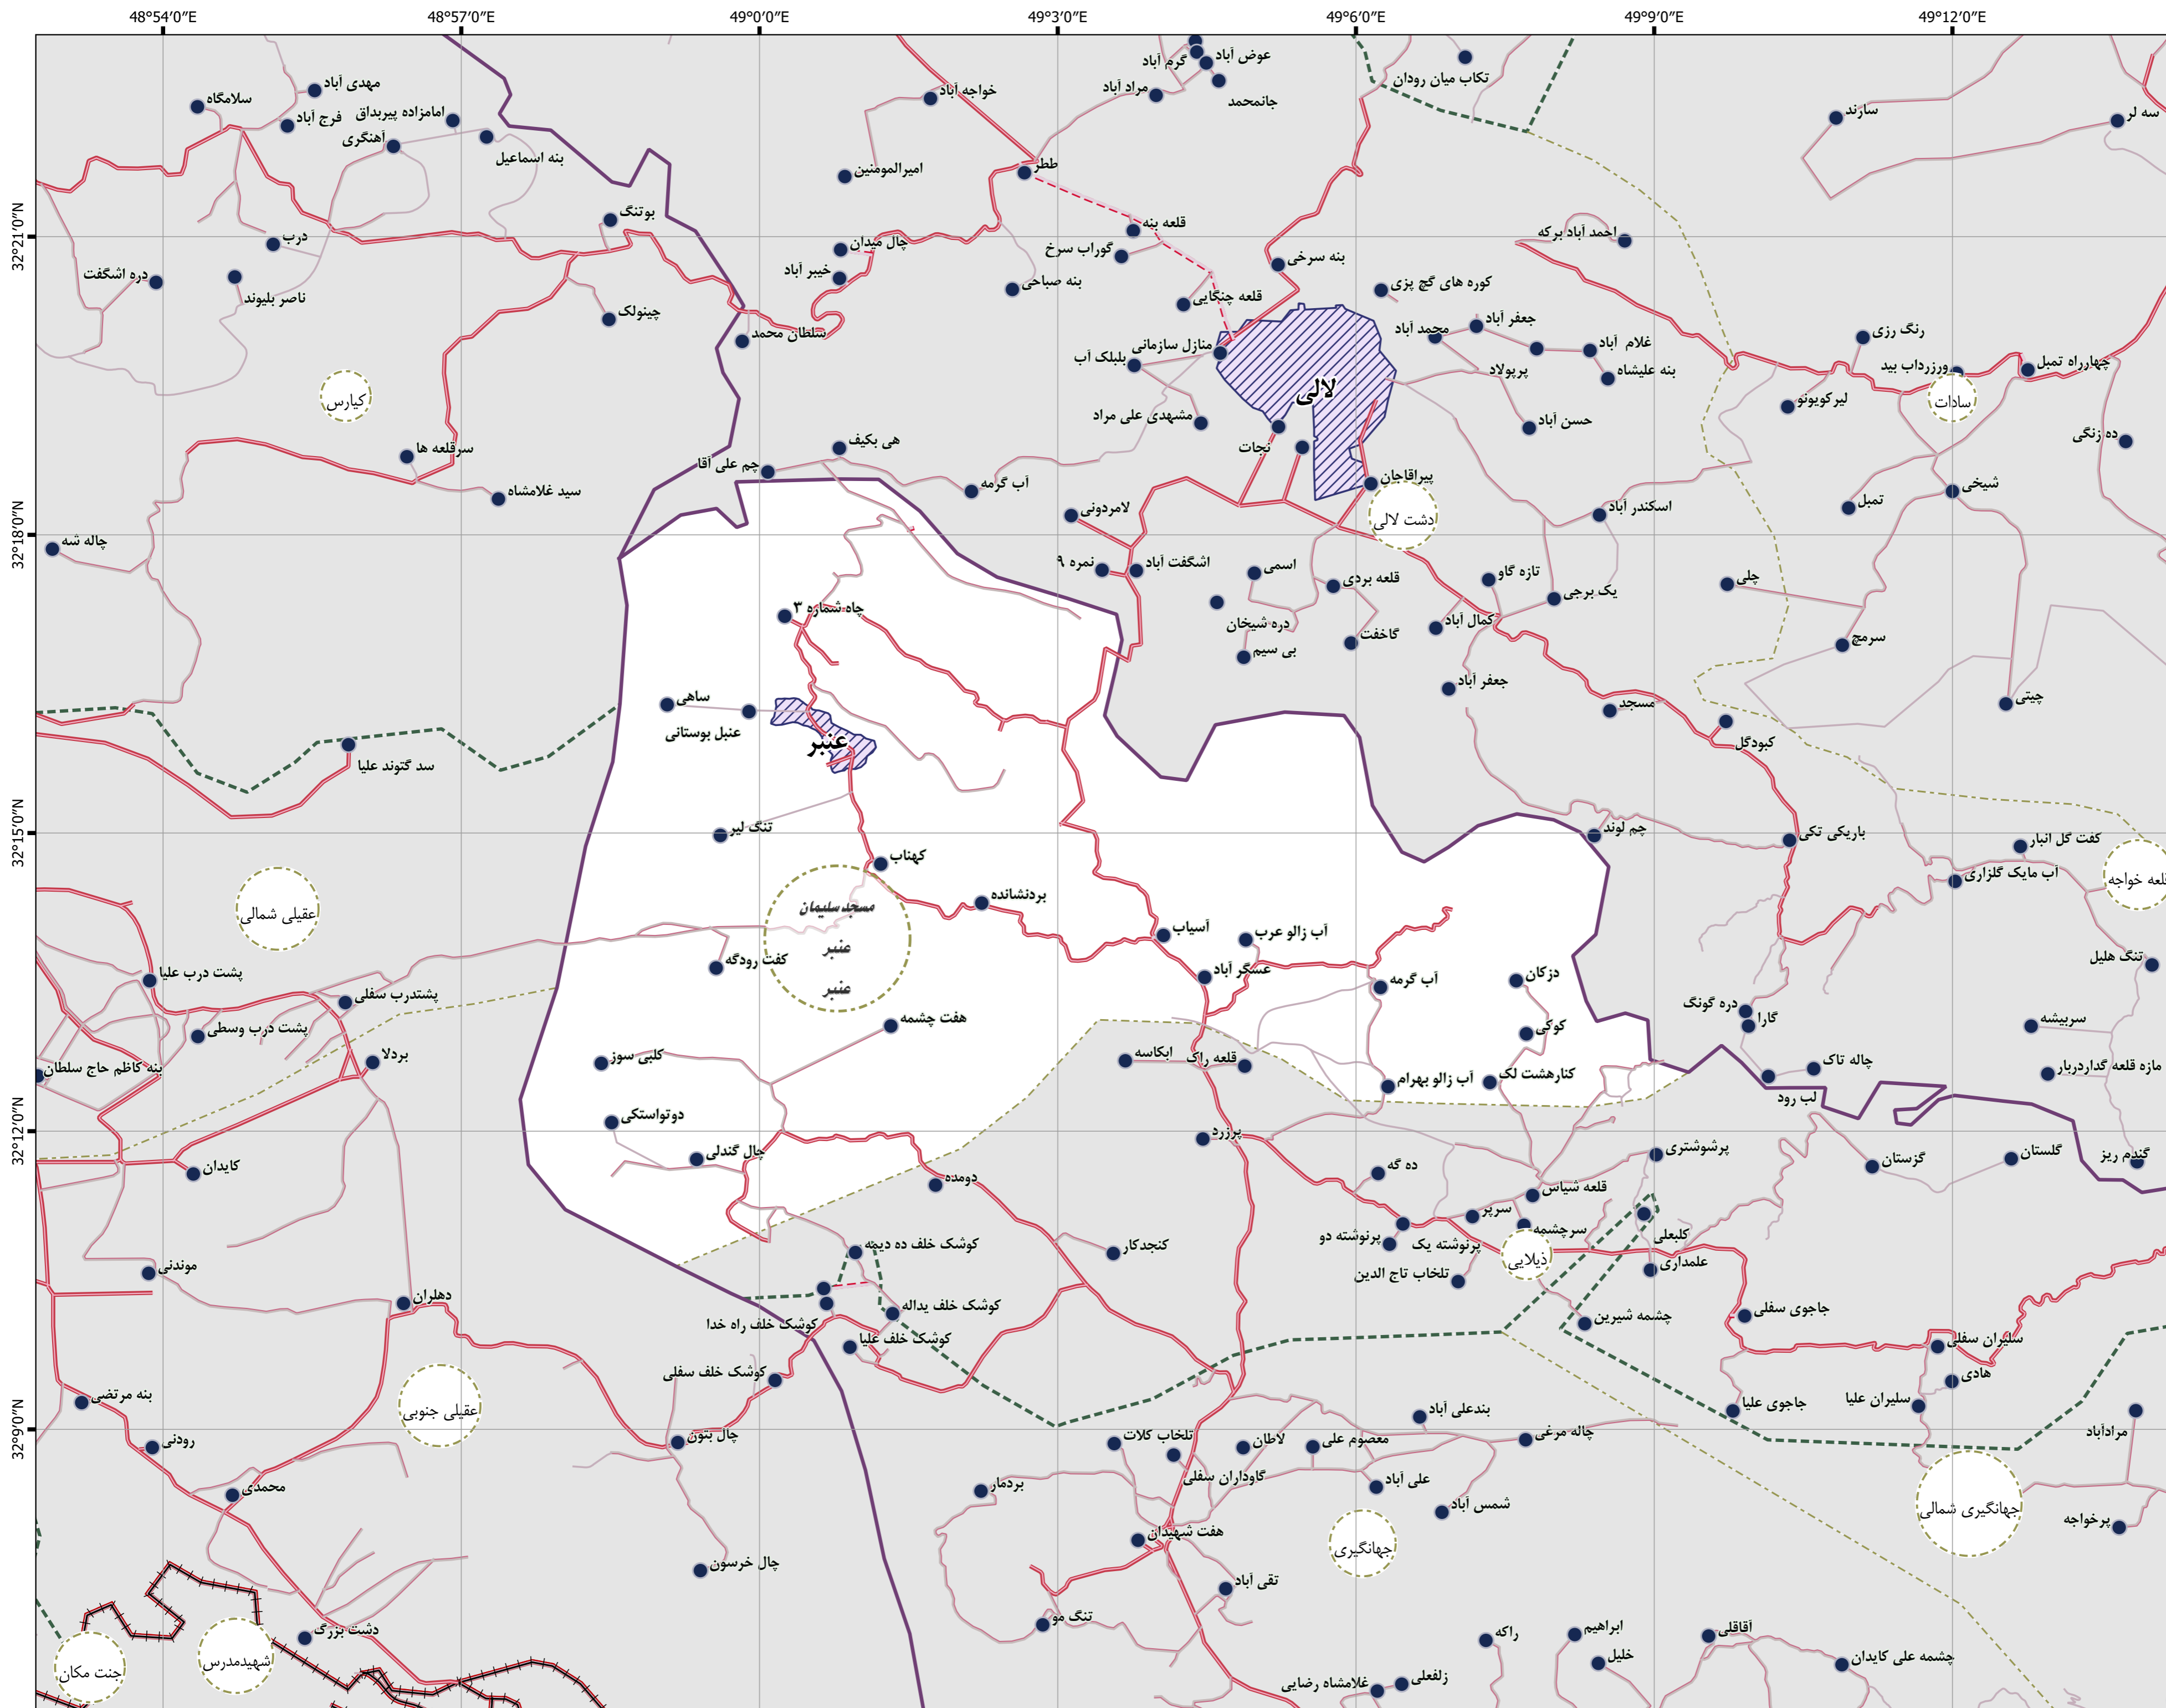 48°54'0"E
48°57'0"E
49°0'0"E
49°3'0"E
49°6'0"E
49°9'0"E
49°12'0"E
32°21'0"N
32°18'0"N
32°15'0"N
32°12'0"N
32°9'0"N
سلامگاه
مهدی آباد
فرج آباد
امامزاده پیربداق
آهنگری
بنه اسماعیل
خواجه آباد
گرم آباد
عوض آباد
مراد آباد
جانمحمد
تکاب میان رودان
سازند
سه لر
امیرالمومنین
ططر
بوتنگ
درب
دره اشگفت
ناصر بلیوند
چینولک
چال میدان
خیبر آباد
سلطان محمد
قلعه بنه
گوراب سرخ
بنه صباحی
قلعه چنگایی
بنه سرخی
کوره های گچ پزی
احمد آباد برکه
محمد آباد
جعفر آباد
غلام آباد
بنه علیشاه
پرپولاد
حسن آباد
رنگ رزی
ورزرداب بید
چهارراه تمبل
لیرکویونو
سادات
ده زنگی
منازل سازمانی
بلبلک آب
لالی
مشهدی علی مراد
نجات
کیارس
سرقلعه ها
سید غلامشاه
هی بکیف
چم علی آقا
آب گرمه
پیراقاجان
دشت لالی
لامردونی
اسکندر آباد
تمبل
شیخی
چاله شه
نمره ۹
اشگفت آباد
اسمی
قلعه بردی
تازه گاو
یک برجی
چلی
چاه شماره ۳
دره شیخان
بی سیم
گاخفت
کمال آباد
سرمچ
جعفر آباد
مسجد
چیتی
کبودگل
ساهی
عنبل بوستانی
عنبر
سد گتوند علیا
تنگ لیر
کهناب
چم لوند
باریکی تکی
کفت گل انبار
آب مایک گلزاری
قلعه خواجه
عقیلی شمالی
مسجدسلیمان
عنبر
عنبر
بردنشانده
آسیاب
آب زالو عرب
عسگر آباد
آب گرمه
دزکان
تنگ هلیل
پشت درب علیا
پشتدرب سفلی
پشت درب وسطی
کفت رودگه
هفت چشمه
کوکی
دره گونگ
گارا
سربیشه
بنه کاظم حاج سلطان
بردلا
کلبی سوز
ابکاسه
قلعه راک
آب زالو بهرام
کنارهشت لک
چاله تاک
لب رود
مازه قلعه گداردربار
دوتواستکی
چال گندلی
پرزرد
کایدان
دومده
ده گه
پرشوشتری
گزستان
گلستان
گندم ریز
قلعه شیاس
سرپر
سرچشمه
کلبعلی
پرنوشته دو
پرنوشته یک
کوشک خلف ده دیمه
کنجدکار
ذیلایی
علمداری
موندنی
تلخاب تاج الدین
دهلران
کوشک خلف یداله
کوشک خلف راه خدا
کوشک خلف علیا
چشمه شیرین
جاجوی سفلی
سلیران سفلی
کوشک خلف سفلی
هادی
بنه مرتضی
عقیلی جنوبی
جاجوی علیا
سلیران علیا
بندعلی آباد
مرادآباد
رودنی
چال بتون
تلخاب کلات
لاطان
معصوم علی
چاله مرغی
گاوداران سفلی
علی آباد
محمدی
بردمار
شمس آباد
جهانگیری شمالی
پرخواجه
هفت شهیدان
جهانگیری
چال خرسون
تقی آباد
تنگ مو
دشت بزرگ
راکه
ابراهیم
آقاقلی
خلیل
چشمه علی کایدان
جنت مکان
شهیدمدرس
غلامشاه رضایی
زلفعلی